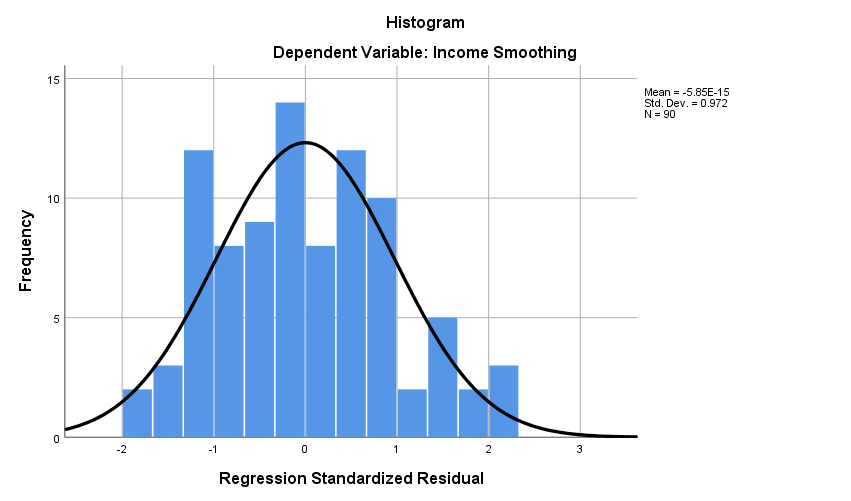 Histogram
Dependent Variable: Income Smoothing
Mean = -5.85E-15
Std. Dev. = 0.972
N = 90
Frequency
15
10
5
0
-2 -1 0 1 2 3
Regression Standardized Residual